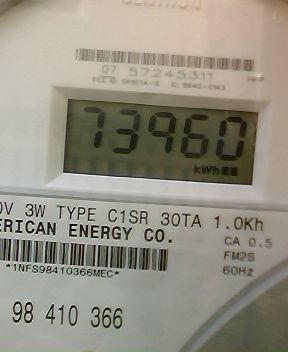 CENTRON
07 57245311
73960
kWh
0V 3W TYPE C1SR 30TA 1.0Kh
ERICAN ENERGY CO.
CA 0.5
FM2S
*1NFS98410366MEC*
60Hz
98 410 366